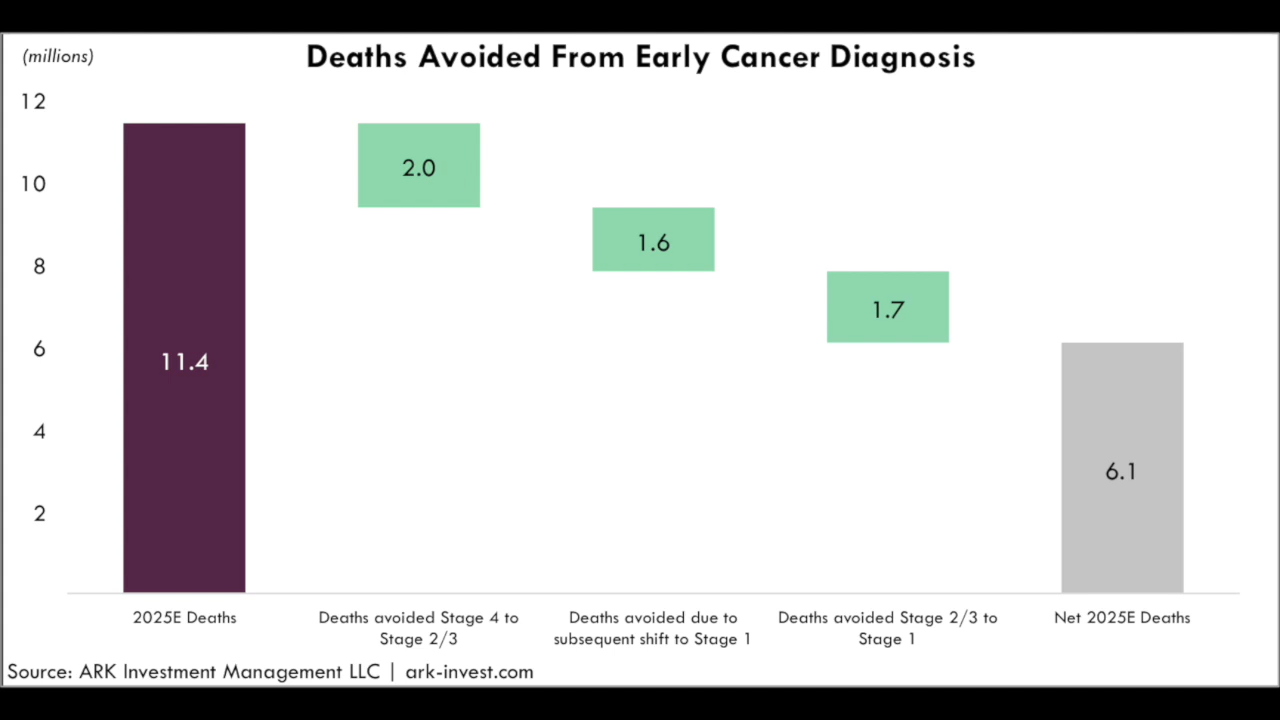 (millions)
Deaths Avoided From Early Cancer Diagnosis
12
10
8
6
4
2
11.4
2.0
1.6
1.7
6.1
2025E Deaths
Deaths avoided Stage 4 to
Stage 2/3
Deaths avoided due to
subsequent shift to Stage 1
Deaths avoided Stage 2/3 to
Stage 1
Net 2025E Deaths
Source: ARK Investment Management LLC | ark-invest.com